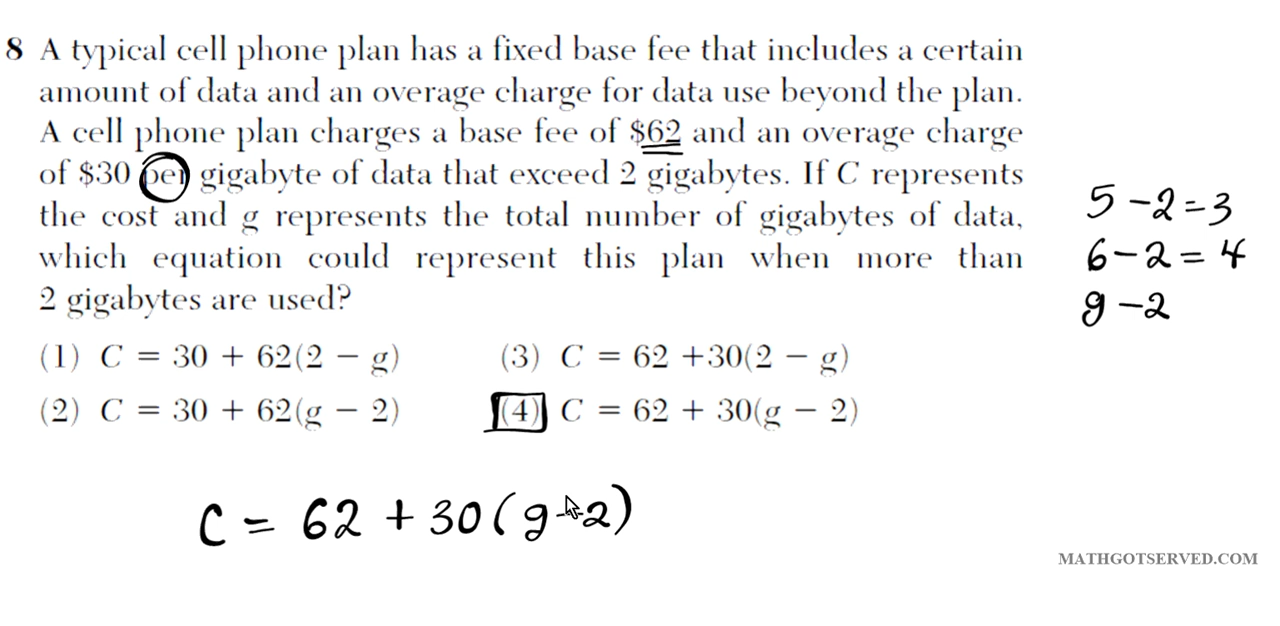 8 A typical cell phone plan has a fixed base fee that includes a certain
amount of data and an overage charge for data use beyond the plan.
A cell phone plan charges a base fee of $62 and an overage charge
of $30 per gigabyte of data that exceed 2 gigabytes. If C represents
the cost and g represents the total number of gigabytes of data,
which equation could represent this plan when more than
2 gigabytes are used?
(1) C = 30 + 62(2 − g)
(3) C = 62 +30(2 − g)
(2) C = 30 + 62(g − 2)
(4) C = 62 + 30(g − 2)
5 − 2 = 3
6 − 2 = 4
g − 2
C = 62 + 30(g − 2)
MATHGOTSERVED.COM